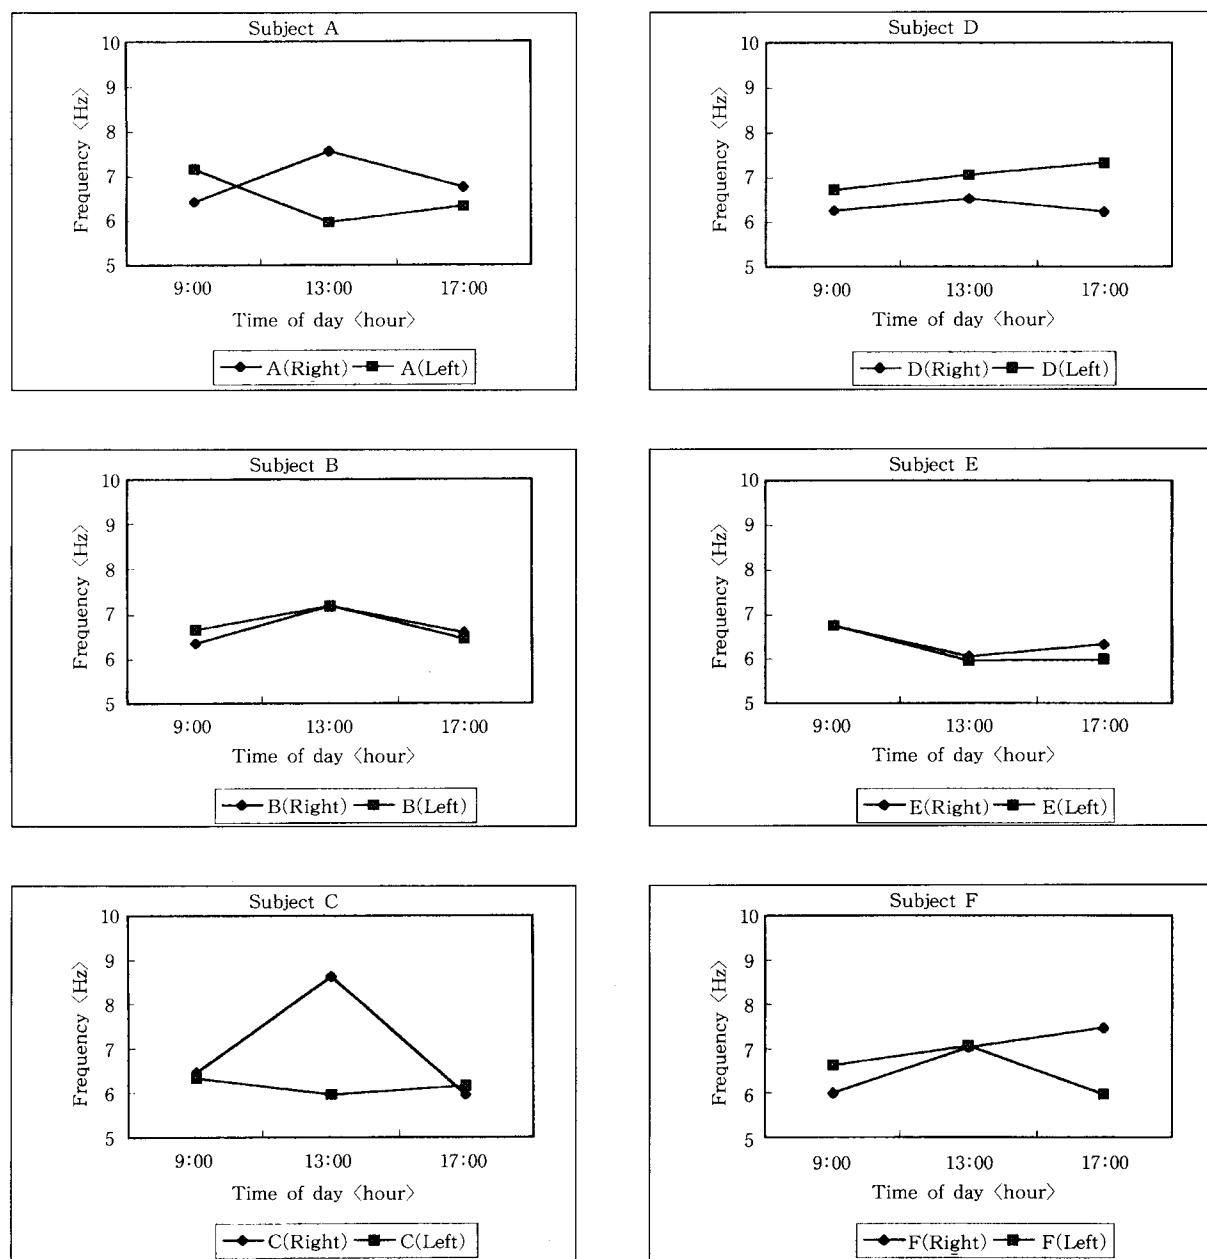 Subject A
10
9
8
7
6
5
Frequency 〈Hz〉
9:00 13:00 17:00
Time of day 〈hour〉
A(Right) A(Left)
Subject D
10
9
8
7
6
5
Frequency 〈Hz〉
9:00 13:00 17:00
Time of day 〈hour〉
D(Right) D(Left)
Subject B
10
9
8
7
6
5
Frequency 〈Hz〉
9:00 13:00 17:00
Time of day 〈hour〉
B(Right) B(Left)
Subject E
10
9
8
7
6
5
Frequency 〈Hz〉
9:00 13:00 17:00
Time of day 〈hour〉
E(Right) E(Left)
Subject C
10
9
8
7
6
5
Frequency 〈Hz〉
9:00 13:00 17:00
Time of day 〈hour〉
C(Right) C(Left)
Subject F
10
9
8
7
6
5
Frequency 〈Hz〉
9:00 13:00 17:00
Time of day 〈hour〉
F(Right) F(Left)